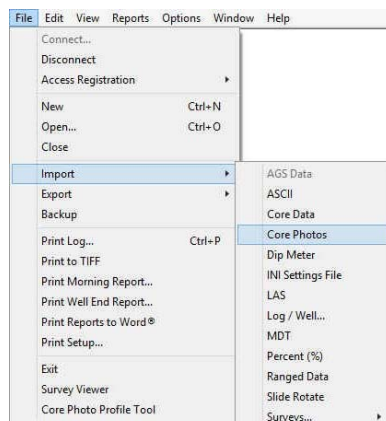 File Edit View Reports Options Window Help
Connect...
Disconnect
Access Registration
New Ctrl+N
Open... Ctrl+O
Close
Import
Export
Backup
Print Log... Ctrl+P
Print to TIFF
Print Morning Report...
Print Well End Report...
Print Reports to Word®
Print Setup...
Exit
Survey Viewer
Core Photo Profile Tool
AGS Data
ASCII
Core Data
Core Photos
Dip Meter
INI Settings File
LAS
Log / Well...
MDT
Percent (%)
Ranged Data
Slide Rotate
Surveys...